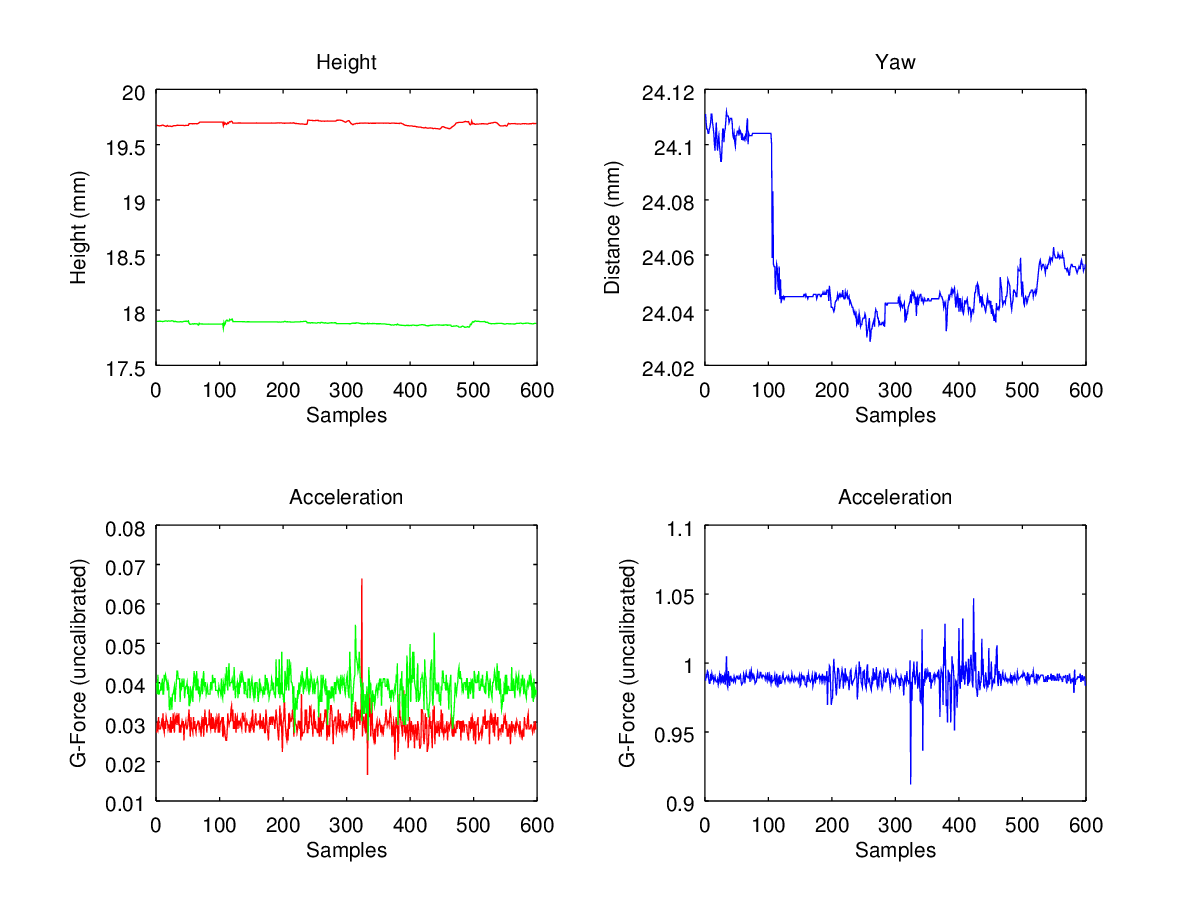 Height
20
19.5
19
18.5
18
17.5
Height (mm)
0 100 200 300 400 500 600
Samples
Yaw
24.12
24.1
24.08
24.06
24.04
24.02
Distance (mm)
0 100 200 300 400 500 600
Samples
Acceleration
0.08
0.07
0.06
0.05
0.04
0.03
0.02
0.01
G-Force (uncalibrated)
0 100 200 300 400 500 600
Samples
Acceleration
1.1
1.05
1
0.95
0.9
G-Force (uncalibrated)
0 100 200 300 400 500 600
Samples